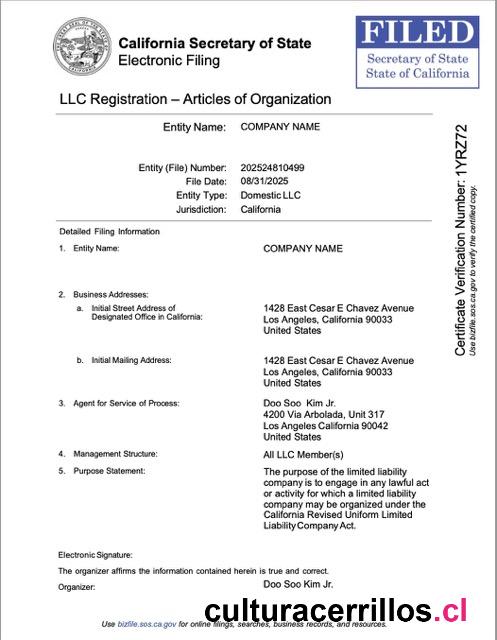 California Secretary of State
Electronic Filing
FILED
Secretary of State
State of California
LLC Registration – Articles of Organization
Entity Name: COMPANY NAME
Entity (File) Number: 202524810499
File Date: 08/31/2025
Entity Type: Domestic LLC
Jurisdiction: California
Detailed Filing Information
1. Entity Name: COMPANY NAME
2. Business Addresses:
a. Initial Street Address of Designated Office in California: 1428 East Cesar E Chavez Avenue
Los Angeles, California 90033
United States
b. Initial Mailing Address: 1428 East Cesar E Chavez Avenue
Los Angeles, California 90033
United States
3. Agent for Service of Process: Doo Soo Kim Jr.
4200 Via Arbolada, Unit 317
Los Angeles California 90042
United States
4. Management Structure: All LLC Member(s)
5. Purpose Statement: The purpose of the limited liability
company is to engage in any lawful act
or activity for which a limited liability
company may be organized under the
California Revised Uniform Limited
Liability Company Act.
Electronic Signature:
The organizer affirms the information contained herein is true and correct.
Organizer: Doo Soo Kim Jr.
culturacerrillos.cl
Use bizfile.sos.ca.gov for online filings, searches, business records, and resources.
Certificate Verification Number: 1YRZ72
Use bizfile.sos.ca.gov to verify the certified copy.